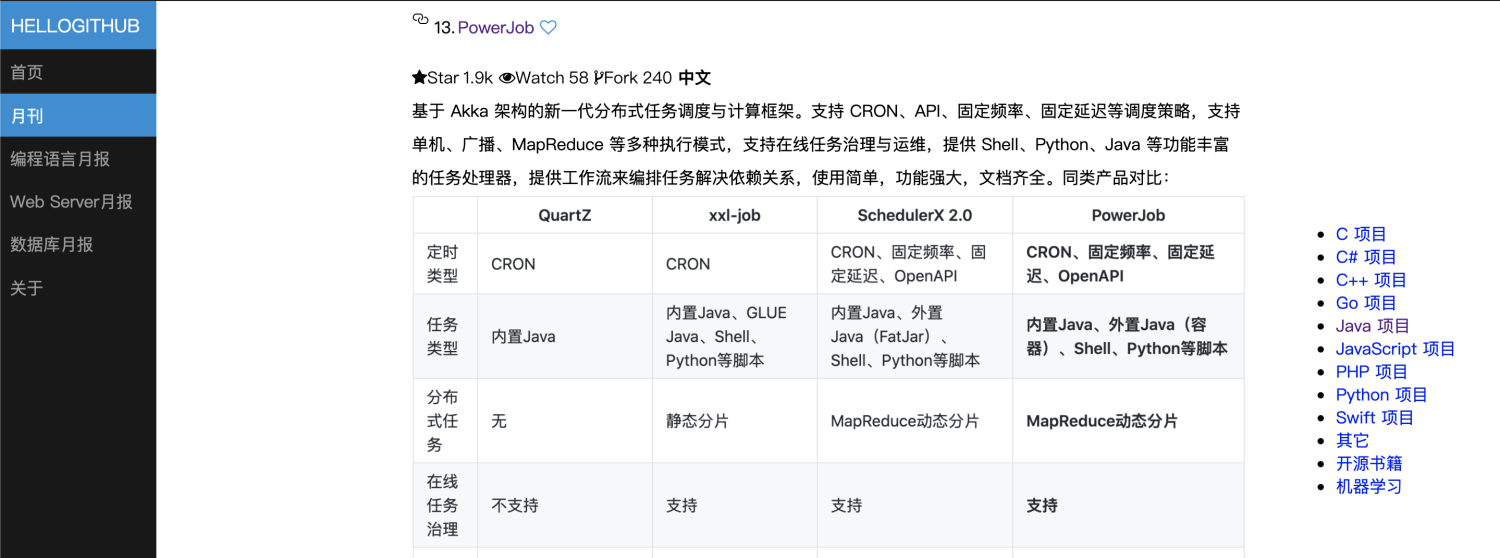 HELLOGITHUB
首页
月刊
编程语言月报
Web Server月报
数据库月报
关于
13. PowerJob
Star 1.9k Watch 58 Fork 240 中文
基于 Akka 架构的新一代分布式任务调度与计算框架。支持 CRON、API、固定频率、固定延迟等调度策略，支持
单机、广播、MapReduce 等多种执行模式，支持在线任务治理与运维，提供 Shell、Python、Java 等功能丰富
的任务处理器，提供工作流来编排任务解决依赖关系，使用简单，功能强大，文档齐全。同类产品对比：
QuartZ xxl-job SchedulerX 2.0 PowerJob
定时
类型
CRON
CRON
CRON、固定频率、固
定延迟、OpenAPI
CRON、固定频率、固定延
迟、OpenAPI
任务
类型
内置Java
内置Java、GLUE
Java、Shell、
Python等脚本
内置Java、外置
Java（FatJar）、
Shell、Python等脚本
内置Java、外置Java（容
器）、Shell、Python等脚本
分布
式任
务
无
静态分片
MapReduce动态分片
MapReduce动态分片
在线
任务
治理
不支持
支持
支持
支持
C 项目
C# 项目
C++ 项目
Go 项目
Java 项目
JavaScript 项目
PHP 项目
Python 项目
Swift 项目
其它
开源书籍
机器学习